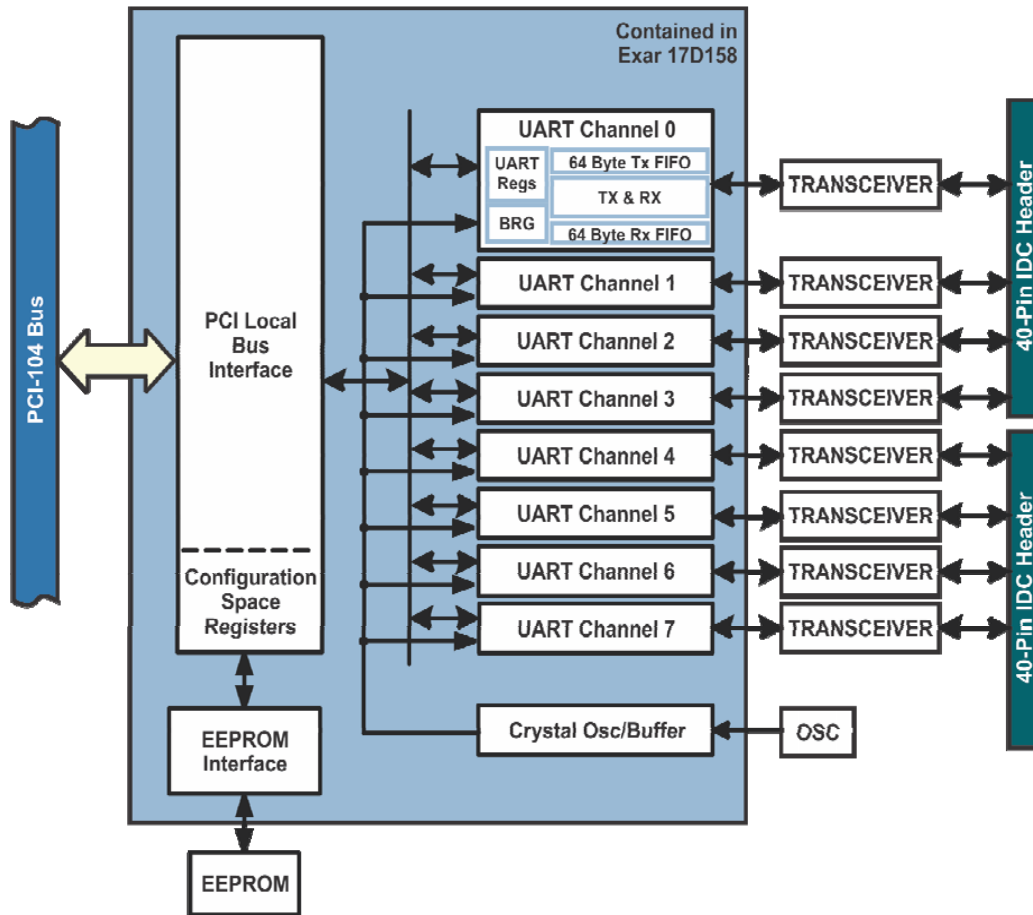 Contained in
Exar 17D158
PCI-104 Bus
PCI Local
Bus
Interface
Configuration
Space
Registers
EEPROM
Interface
EEPROM
UART Channel 0
UART
Regs
BRG
64 Byte Tx FIFO
TX & RX
64 Byte Rx FIFO
TRANSCEIVER
UART Channel 1
TRANSCEIVER
UART Channel 2
TRANSCEIVER
UART Channel 3
TRANSCEIVER
UART Channel 4
TRANSCEIVER
UART Channel 5
TRANSCEIVER
UART Channel 6
TRANSCEIVER
UART Channel 7
TRANSCEIVER
Crystal Osc/Buffer
OSC
40-Pin IDC Header
40-Pin IDC Header